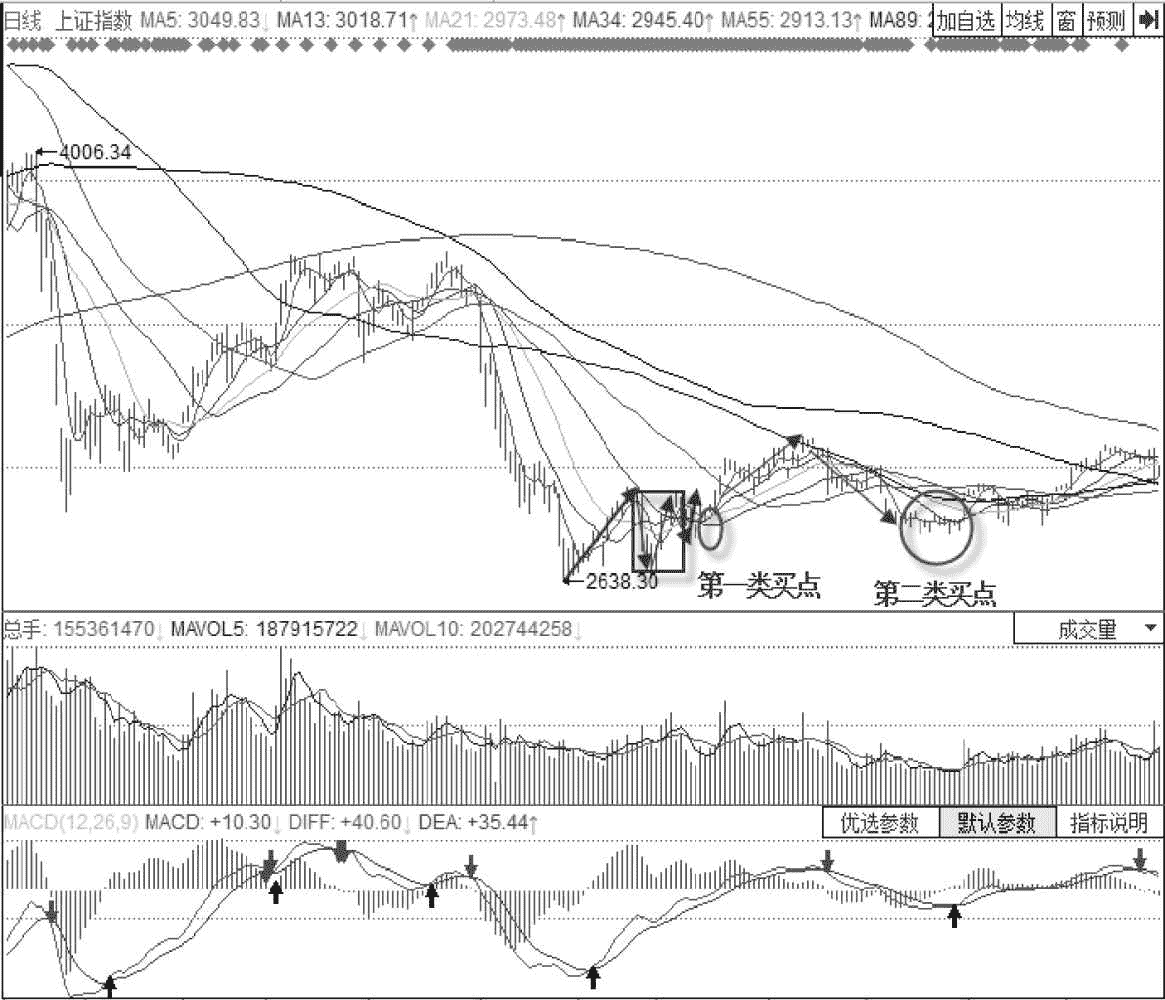 日线 上证指数 MA5: 3049.83↓ MA13: 3018.71↑ MA21: 2973.48↑ MA34: 2945.40↑ MA55: 2913.13↑ MA89: 加自选 均线 窗 预测
4006.34
2638.30
第一类买点
第二类买点
总手: 155361470↓ MAVOL5: 187915722↓ MAVOL10: 202744258↓ 成交量
MACD(12,26,9) MACD: +10.30↓ DIFF: +40.60↓ DEA: +35.44↑ 优选参数 默认参数 指标说明